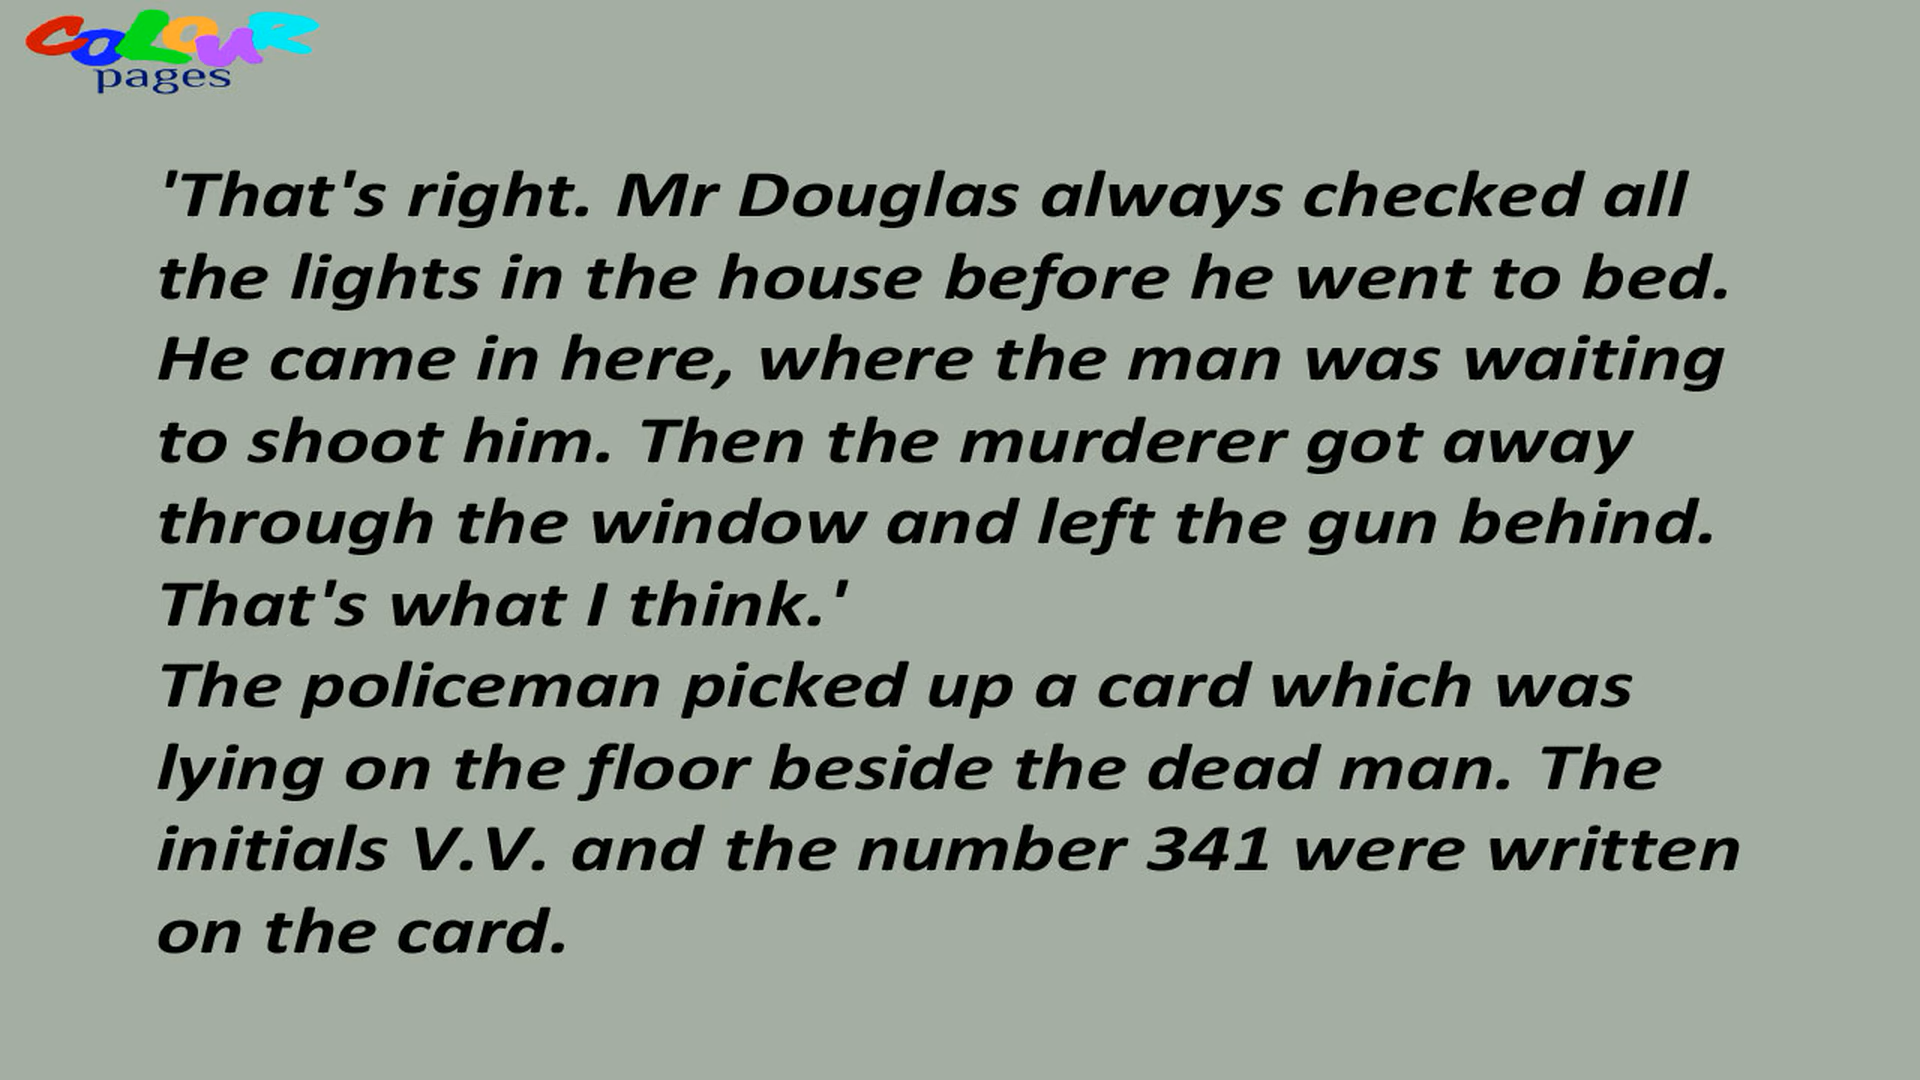 COLOUR
pages
'That's right. Mr Douglas always checked all
the lights in the house before he went to bed.
He came in here, where the man was waiting
to shoot him. Then the murderer got away
through the window and left the gun behind.
That's what I think.'
The policeman picked up a card which was
lying on the floor beside the dead man. The
initials V.V. and the number 341 were written
on the card.